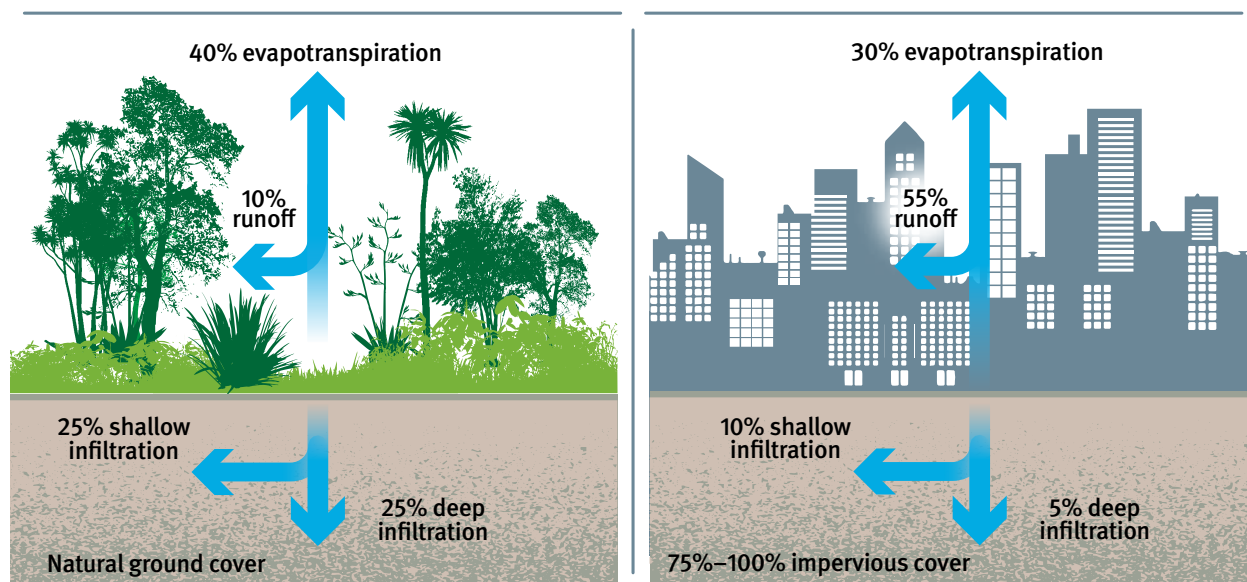 40% evapotranspiration
10%
runoff
25% shallow
infiltration
25% deep
infiltration
Natural ground cover
30% evapotranspiration
55%
runoff
10% shallow
infiltration
5% deep
infiltration
75%–100% impervious cover